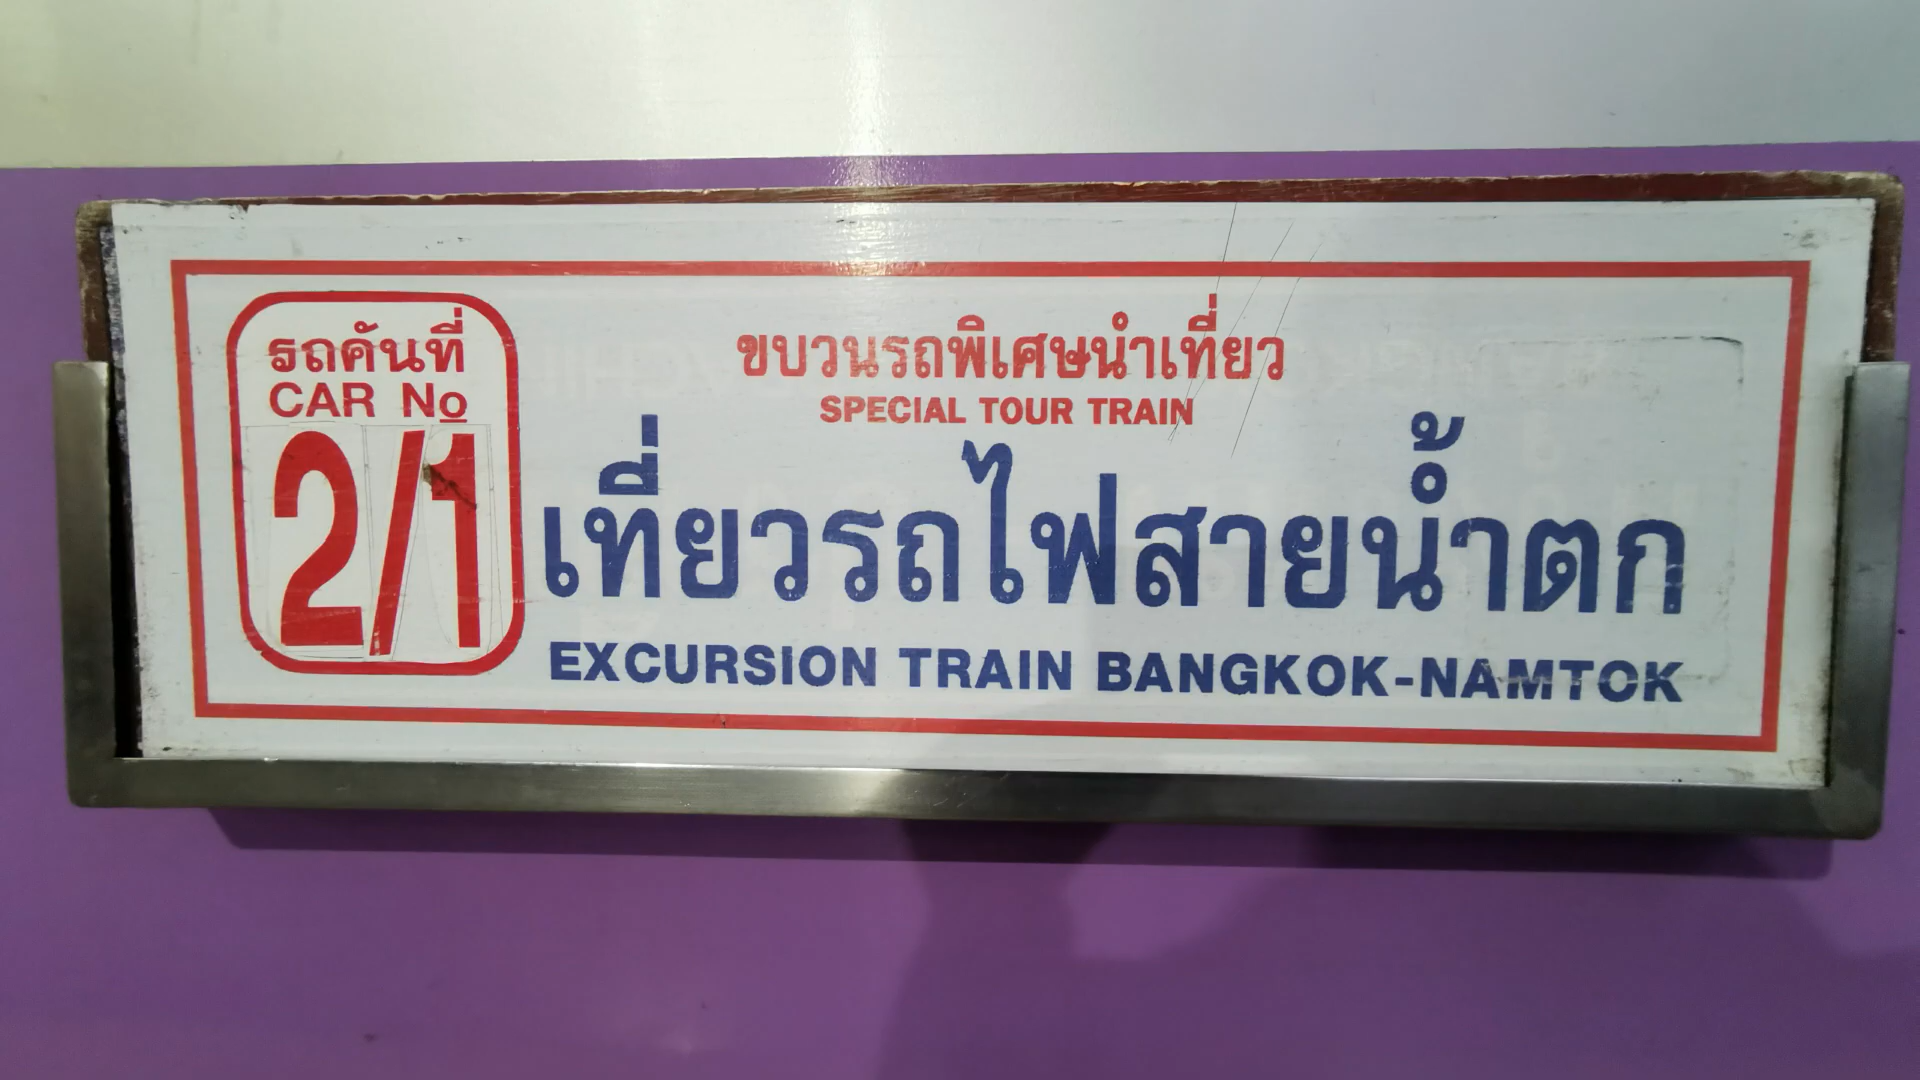 รถคันที่
CAR No
2/1
ขบวนรถพิเศษนำเที่ยว
SPECIAL TOUR TRAIN
เที่ยวรถไฟสายน้ำตก
EXCURSION TRAIN BANGKOK-NAMTOK